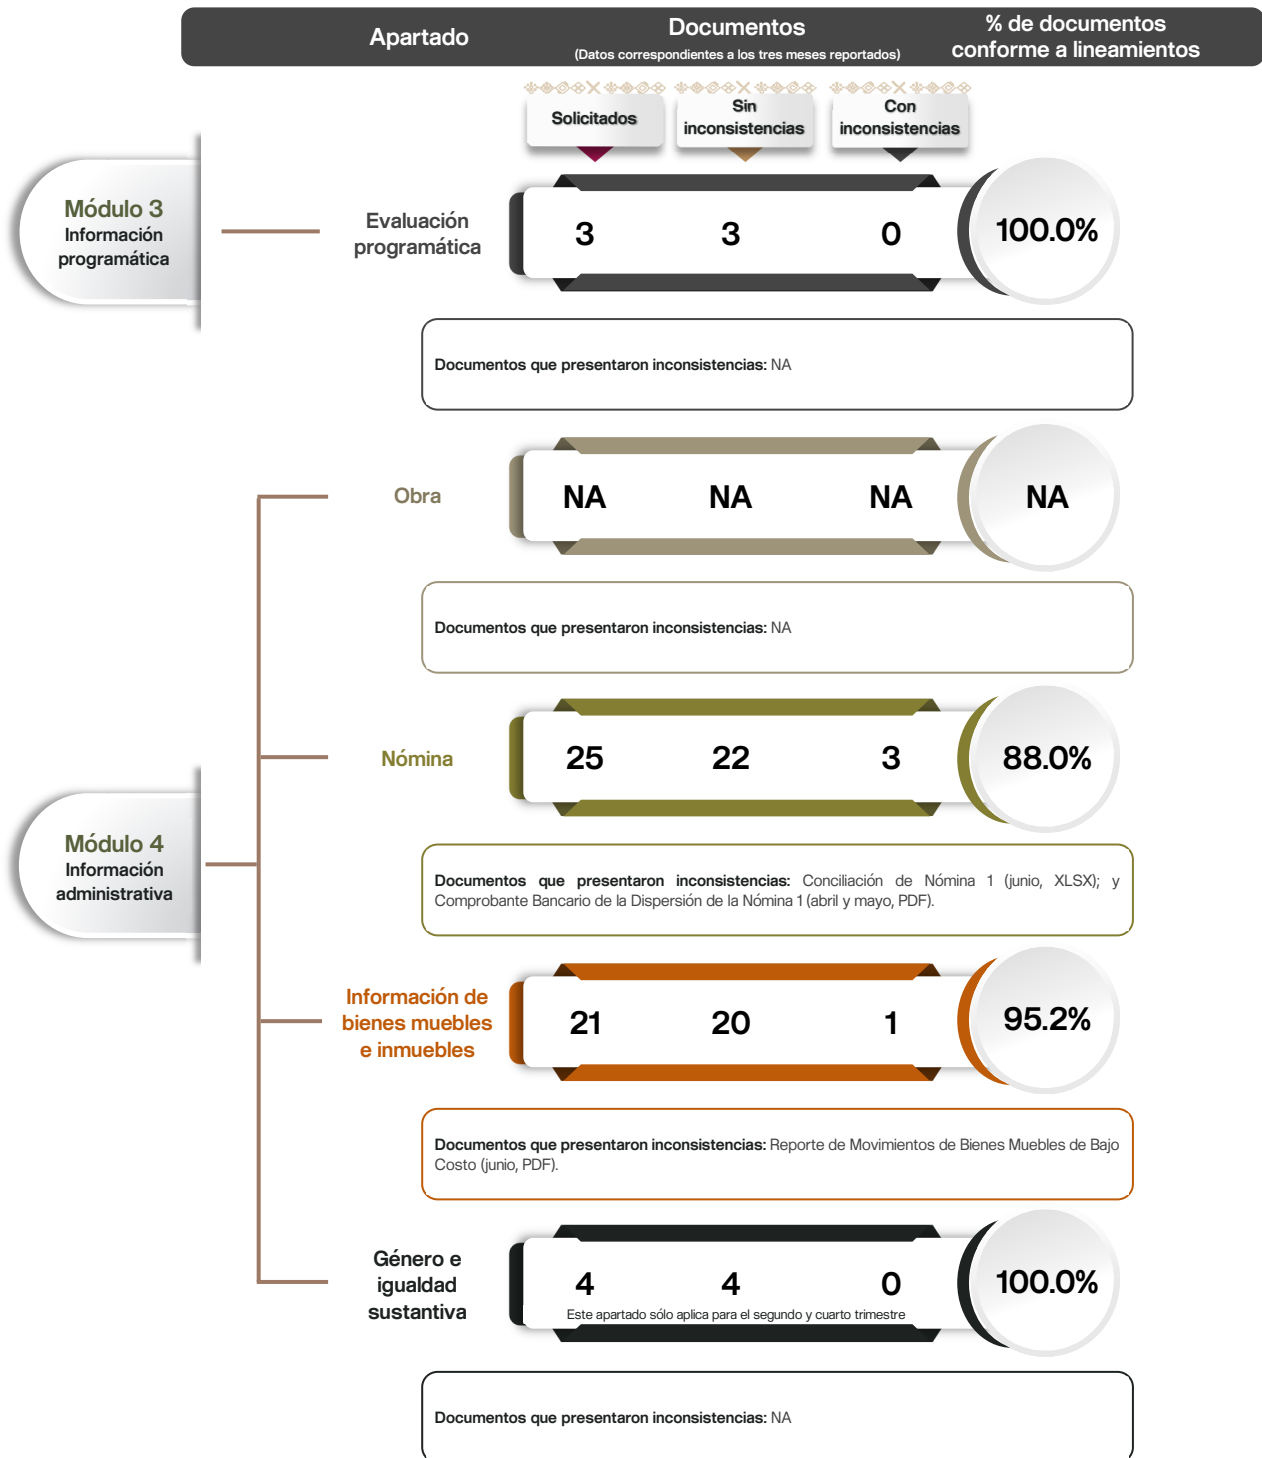 Apartado
Documentos
(Datos correspondientes a los tres meses reportados)
% de documentos
conforme a lineamientos
Solicitados
Sin
inconsistencias
Con
inconsistencias
Módulo 3
Información
programática
Evaluación
programática
3
3
0
100.0%
Documentos que presentaron inconsistencias: NA
Obra
NA
NA
NA
NA
Documentos que presentaron inconsistencias: NA
Nómina
25
22
3
88.0%
Módulo 4
Información
administrativa
Documentos que presentaron inconsistencias: Conciliación de Nómina 1 (junio, XLSX); y
Comprobante Bancario de la Dispersión de la Nómina 1 (abril y mayo, PDF).
Información de
bienes muebles
e inmuebles
21
20
1
95.2%
Documentos que presentaron inconsistencias: Reporte de Movimientos de Bienes Muebles de Bajo
Costo (junio, PDF).
Género e
igualdad
sustantiva
4
4
0
100.0%
Este apartado sólo aplica para el segundo y cuarto trimestre
Documentos que presentaron inconsistencias: NA